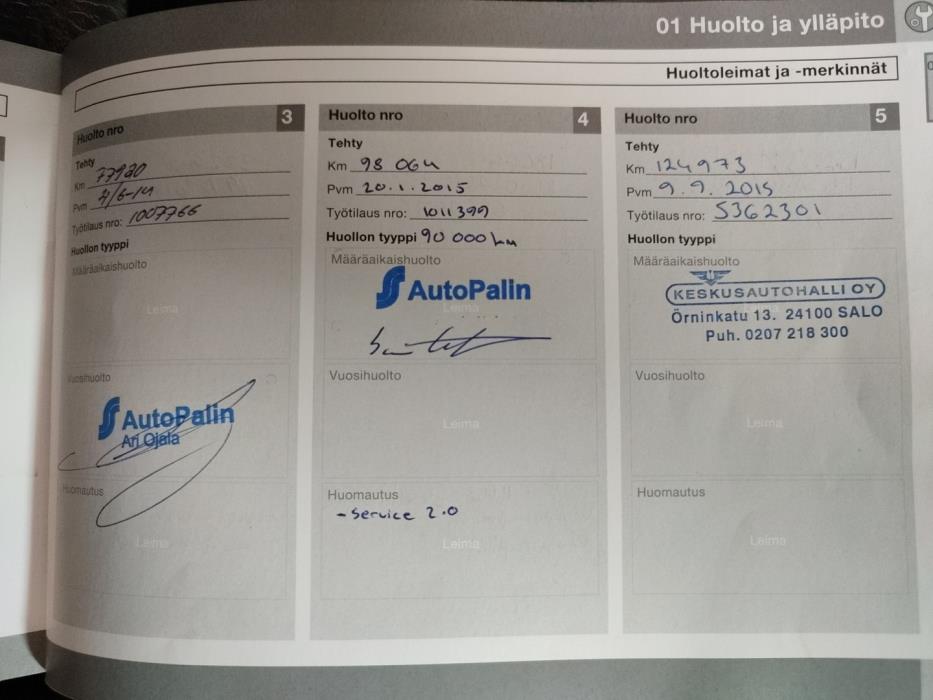 01 Huolto ja ylläpito
Huoltoleimat ja -merkinnät
Huolto nro 3
Tehty
Km 77920
Pvm 4/6-14
Työtilaus nro: 1007766
Huollon tyyppi
Määräaikaishuolto
Leima
Vuosihuolto
AutoPalin
Ari Ojala
Huomautus
Leima
Huolto nro 4
Tehty
Km 98 064
Pvm 20.1.2015
Työtilaus nro: 1011399
Huollon tyyppi 90 000 km
Määräaikaishuolto
AutoPalin
Vuosihuolto
Leima
Huomautus
- Service 2.0
Leima
Huolto nro 5
Tehty
Km 124973
Pvm 9.9.2015
Työtilaus nro: 5362301
Huollon tyyppi
Määräaikaishuolto
KESKUSAUTOHALLI OY
Örninkatu 13. 24100 SALO
Puh. 0207 218 300
Vuosihuolto
Leima
Huomautus
Leima